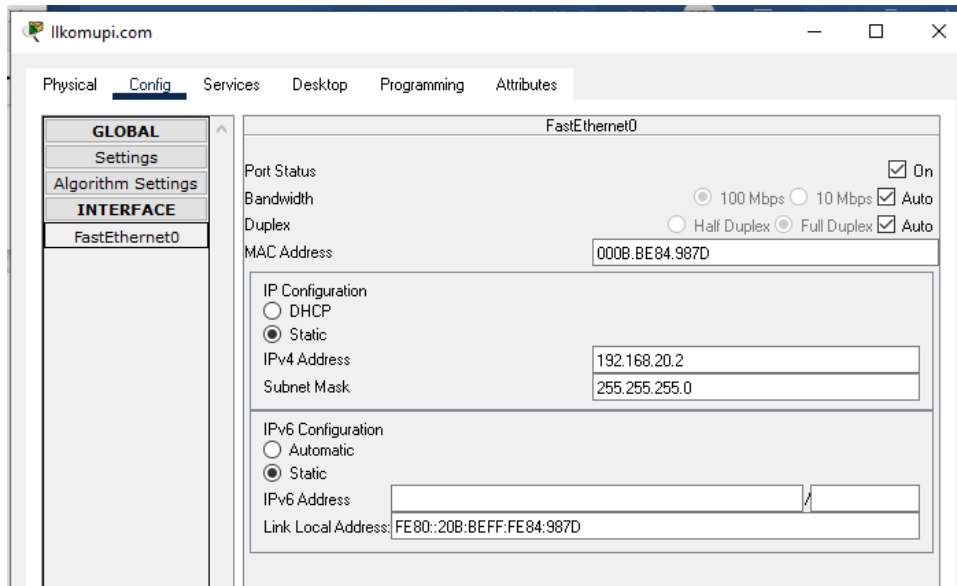 Ilkomupi.com
Physical Config Services Desktop Programming Attributes
GLOBAL
Settings
Algorithm Settings
INTERFACE
FastEthernet0
FastEthernet0
Port Status On
Bandwidth 100 Mbps 10 Mbps Auto
Duplex Half Duplex Full Duplex Auto
MAC Address 000B.BE84.987D
IP Configuration
DHCP
Static
IPv4 Address 192.168.20.2
Subnet Mask 255.255.255.0
IPv6 Configuration
Automatic
Static
IPv6 Address /
Link Local Address: FE80::20B:BEFF:FE84:987D